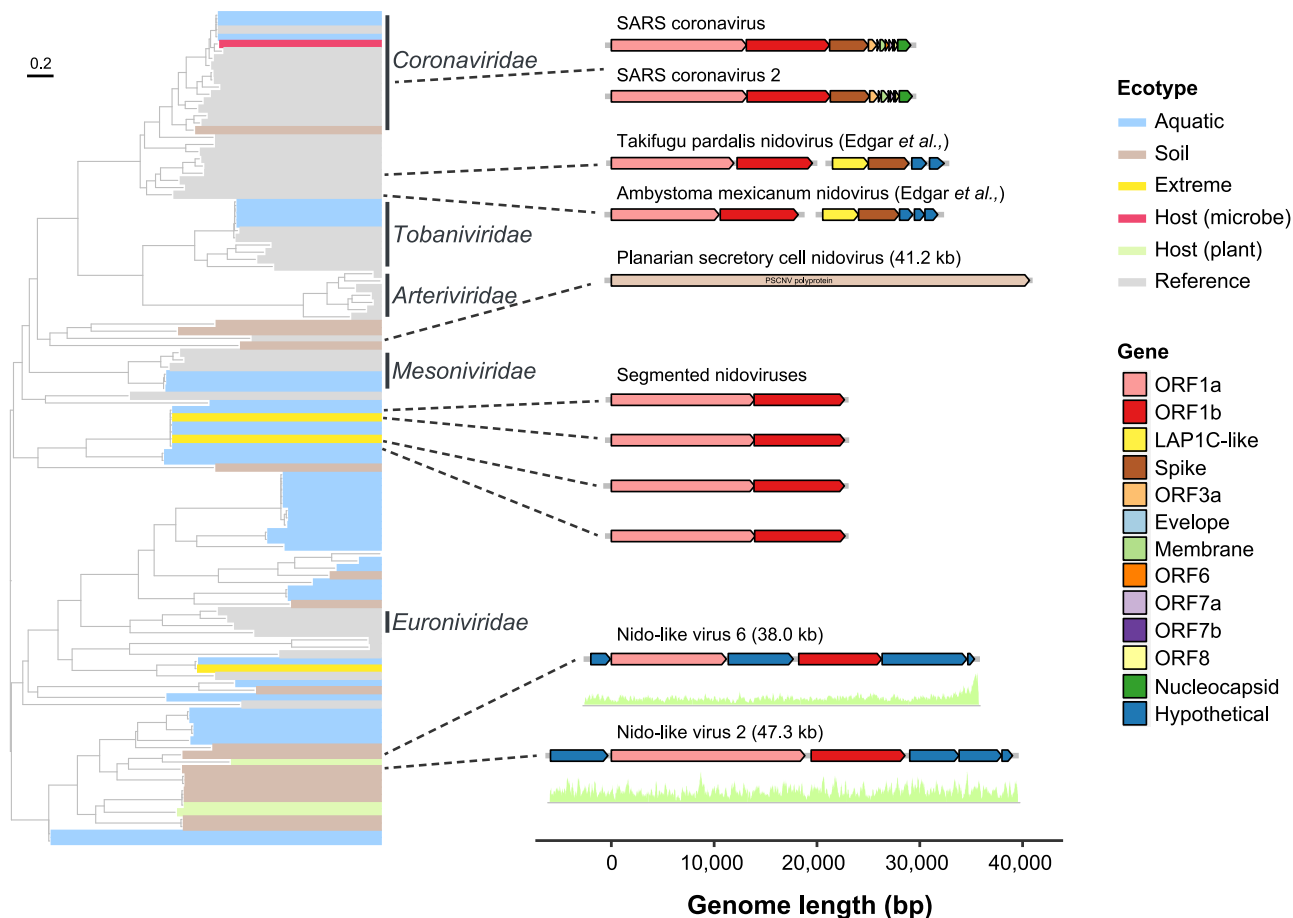 0.2
Coronaviridae
Tobaniviridae
Arteriviridae
Mesoniviridae
Euroniviridae
SARS coronavirus
SARS coronavirus 2
Takifugu pardalis nidovirus (Edgar et al.,)
Ambystoma mexicanum nidovirus (Edgar et al.,)
Planarian secretory cell nidovirus (41.2 kb)
PSCNV polyprotein
Segmented nidoviruses
Nido-like virus 6 (38.0 kb)
Nido-like virus 2 (47.3 kb)
0 10,000 20,000 30,000 40,000
Genome length (bp)
Ecotype
Aquatic
Soil
Extreme
Host (microbe)
Host (plant)
Reference
Gene
ORF1a
ORF1b
LAP1C-like
Spike
ORF3a
Evelope
Membrane
ORF6
ORF7a
ORF7b
ORF8
Nucleocapsid
Hypothetical